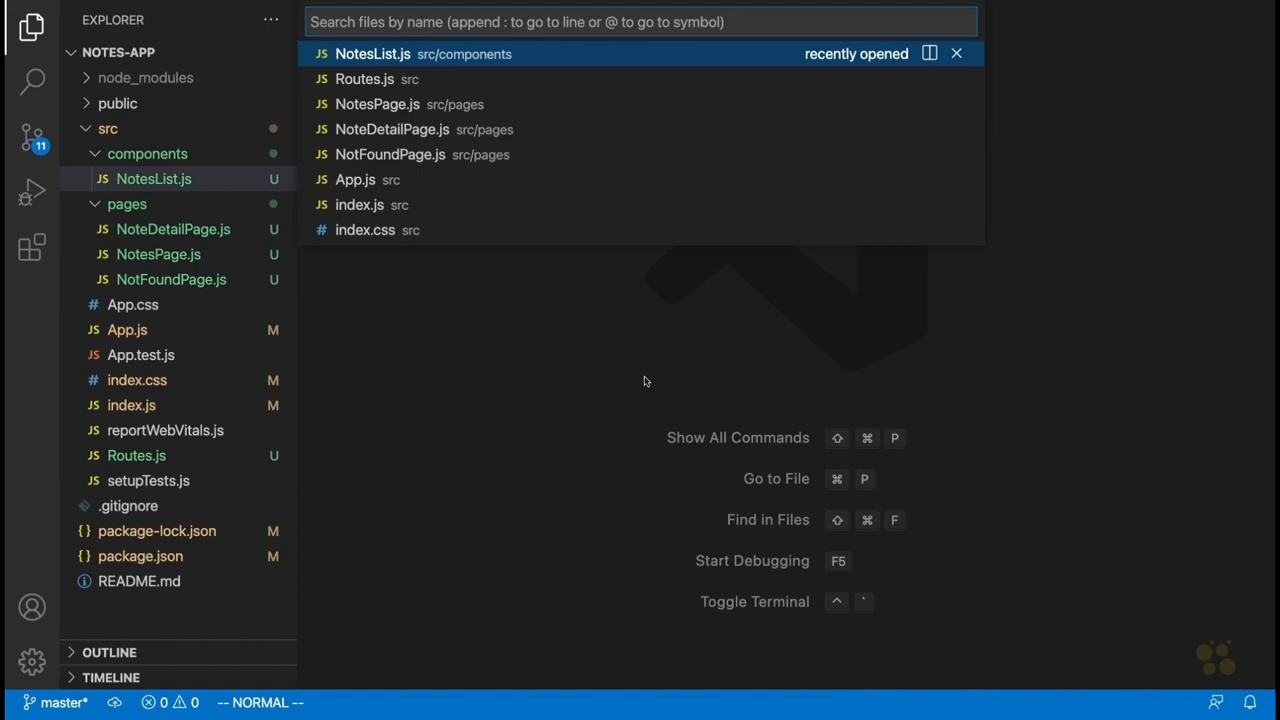 EXPLORER
NOTES-APP
node_modules
public
src
components
JS NotesList.js U
pages
JS NoteDetailPage.js U
JS NotesPage.js U
JS NotFoundPage.js U
# App.css
JS App.js M
JS App.test.js
# index.css M
JS index.js M
JS reportWebVitals.js
JS Routes.js U
JS setupTests.js
.gitignore
{} package-lock.json M
{} package.json M
README.md
OUTLINE
TIMELINE
11
Search files by name (append : to go to line or @ to go to symbol)
JS NotesList.js src/components recently opened
JS Routes.js src
JS NotesPage.js src/pages
JS NoteDetailPage.js src/pages
JS NotFoundPage.js src/pages
JS App.js src
JS index.js src
# index.css src
Show All Commands ⇧ ⌘ P
Go to File ⌘ P
Find in Files ⇧ ⌘ F
Start Debugging F5
Toggle Terminal ^ `
master* 0 0 -- NORMAL --